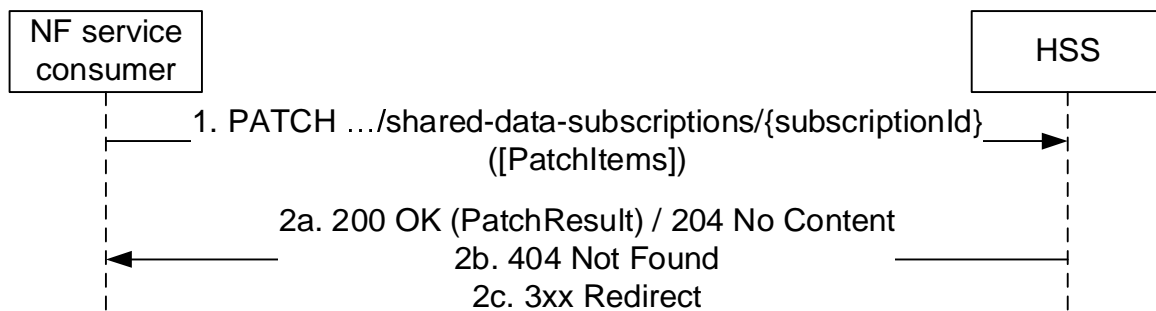 NF service
consumer
HSS
1. PATCH …/shared-data-subscriptions/{subscriptionId}
([PatchItems])
2a. 200 OK (PatchResult) / 204 No Content
2b. 404 Not Found
2c. 3xx Redirect